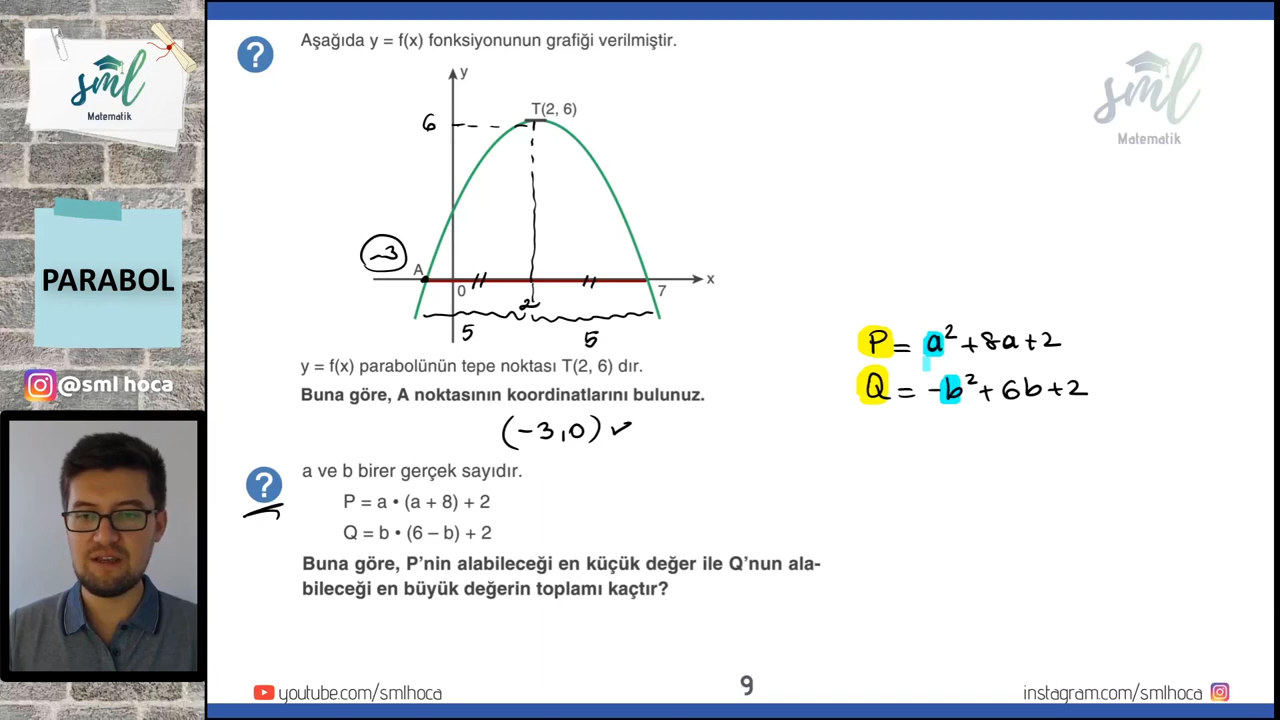 sml
Matematik
PARABOL
@sml hoca
?
Aşağıda y = f(x) fonksiyonunun grafiği verilmiştir.
y
T(2, 6)
6
-3
A
0
2
7
x
5
5
y = f(x) parabolünün tepe noktası T(2, 6) dır.
Buna göre, A noktasının koordinatlarını bulunuz.
(-3,0) ✓
?
a ve b birer gerçek sayıdır.
P = a • (a + 8) + 2
Q = b • (6 – b) + 2
Buna göre, P'nin alabileceği en küçük değer ile Q'nun ala-
bileceği en büyük değerin toplamı kaçtır?
sml
Matematik
P = a² + 8a + 2
Q = -b² + 6b + 2
youtube.com/smlhoca
9
instagram.com/smlhoca